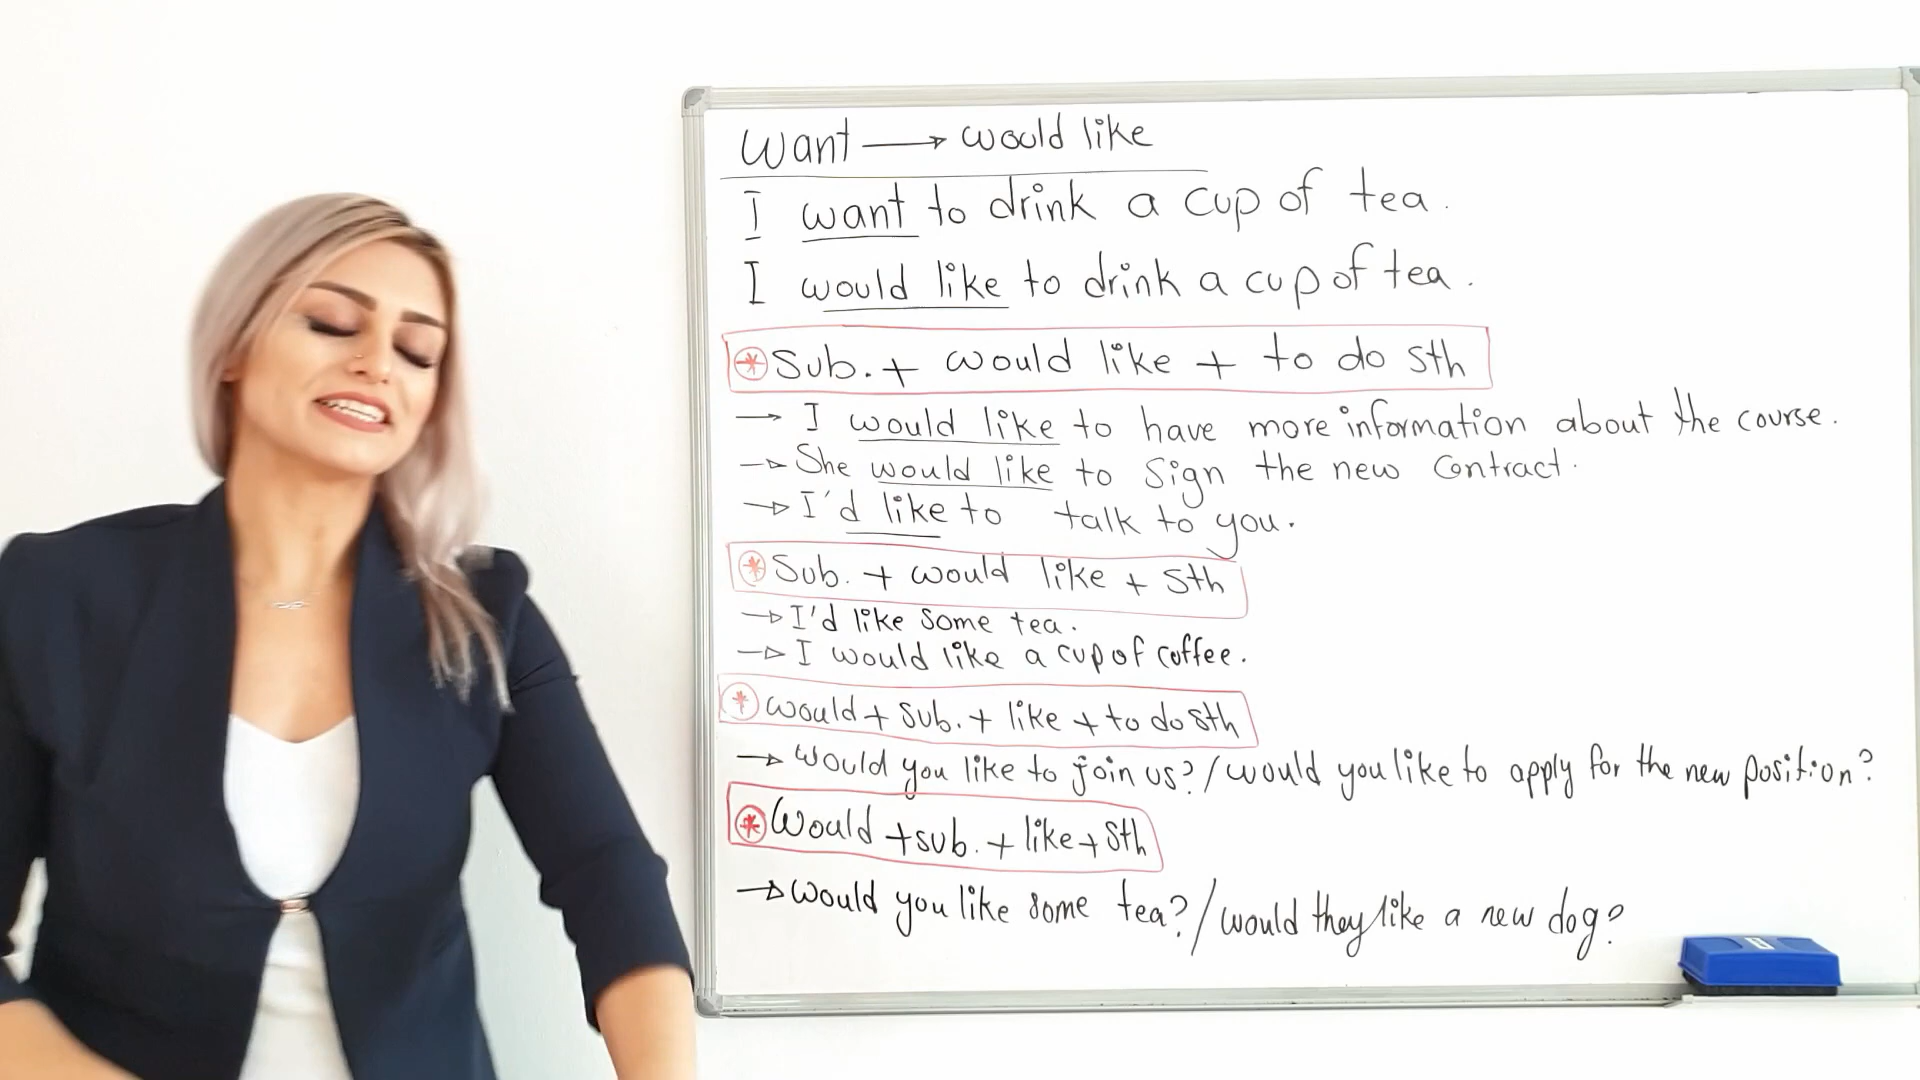 Want → would like
I want to drink a cup of tea.
I would like to drink a cup of tea.
* Sub. + would like + to do sth
→ I would like to have more information about the course.
→ She would like to sign the new contract.
→ I'd like to talk to you.
* Sub. + would like + sth
→ I'd like some tea.
→ I would like a cup of coffee.
* would + sub. + like + to do sth
→ would you like to join us? / would you like to apply for the new position?
* Would + sub. + like + sth
→ would you like some tea? / would they like a new dog?